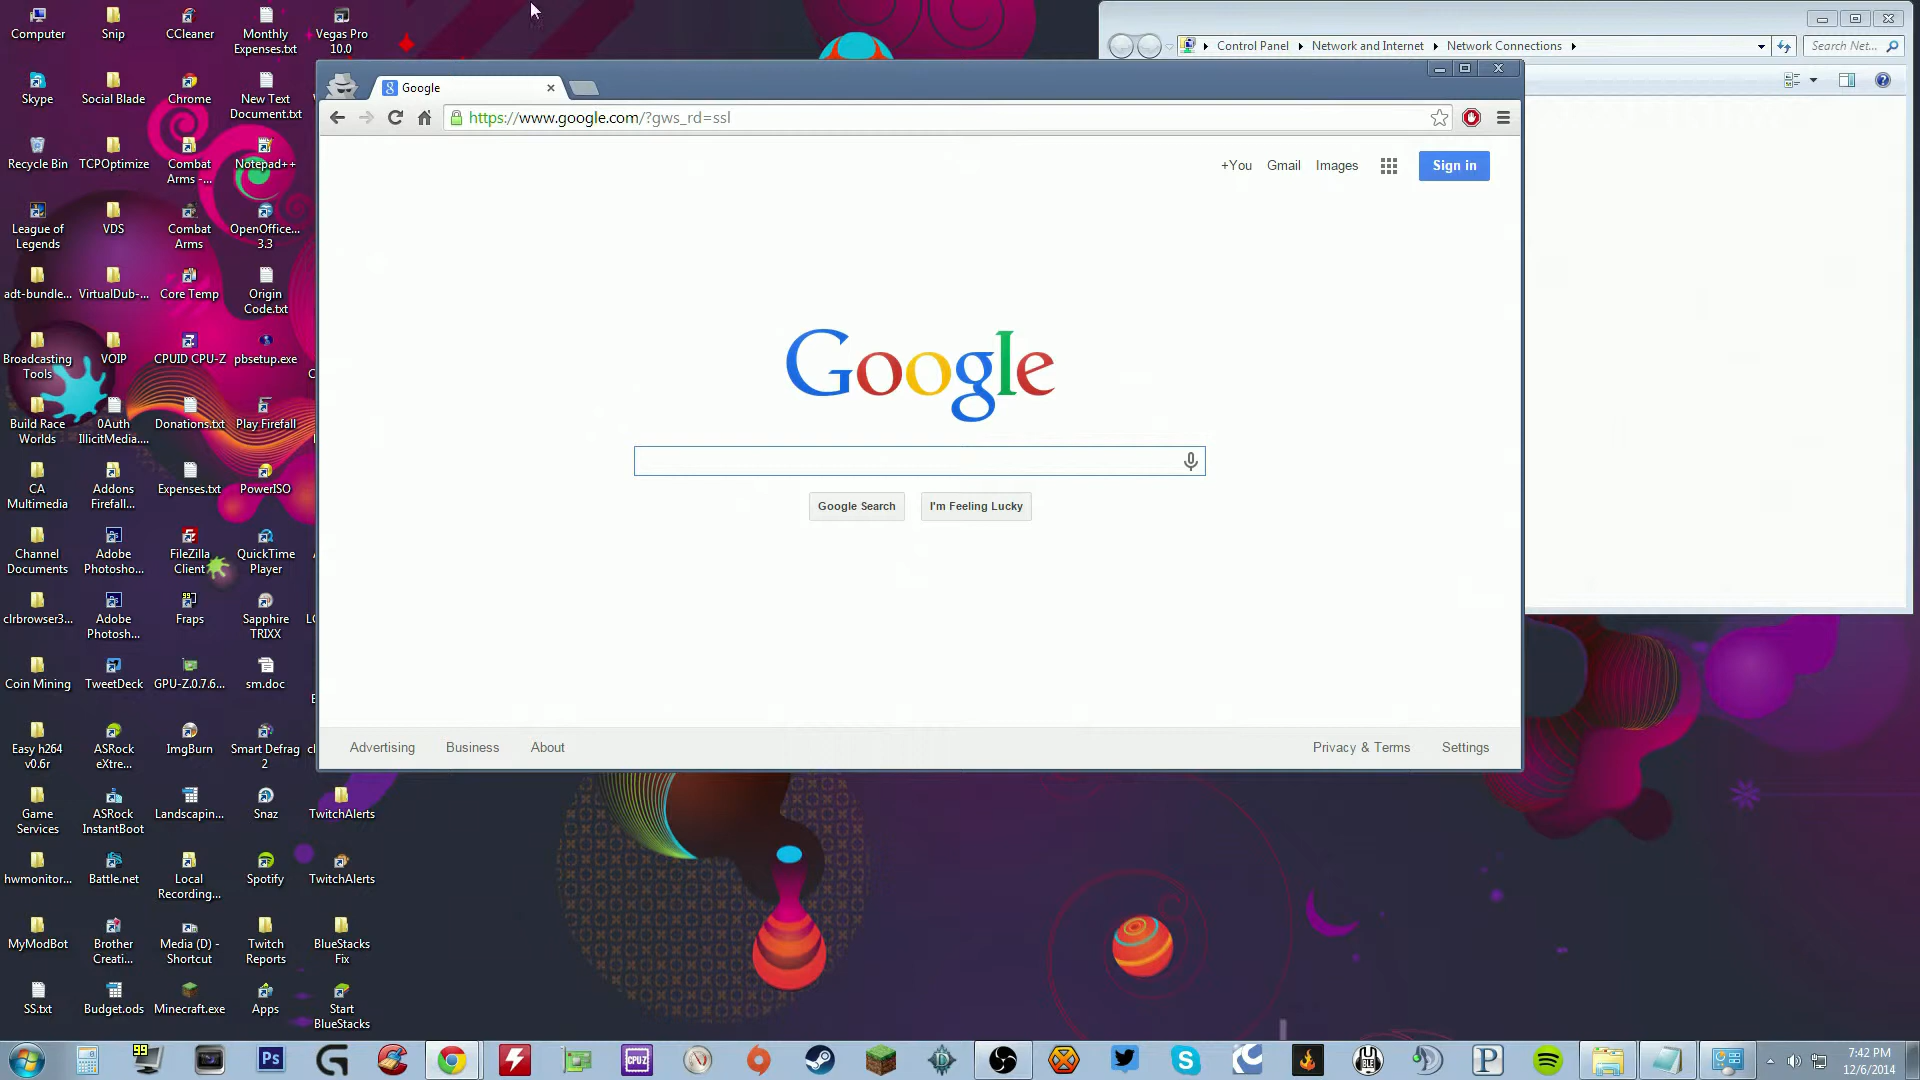 Control Panel
Network and Internet
Network Connections
Search Net...
Google
https://www.google.com/?gws_rd=ssl
+You
Gmail
Images
Sign in
Google
Google Search
I'm Feeling Lucky
Advertising
Business
About
Privacy & Terms
Settings
Computer
Snip
CCleaner
Monthly
Expenses.txt
Vegas Pro
10.0
Skype
Social Blade
Chrome
New Text
Document.txt
Recycle Bin
TCPOptimize
Combat
Arms -...
Notepad++
League of
Legends
VDS
Combat
Arms
OpenOffice...
3.3
adt-bundle...
VirtualDub-...
Core Temp
Origin
Code.txt
Broadcasting
Tools
VOIP
CPUID CPU-Z
pbsetup.exe
Build Race
Worlds
0Auth
IllicitMedia....
Donations.txt
Play Firefall
CA
Multimedia
Addons
Firefall...
Expenses.txt
PowerISO
Channel
Documents
Adobe
Photosho...
FileZilla
Client
QuickTime
Player
clrbrowser3...
Adobe
Photosh...
Fraps
Sapphire
TRIXX
Coin Mining
TweetDeck
GPU-Z.0.7.6...
sm.doc
Easy h264
v0.6r
ASRock
eXtre...
ImgBurn
Smart Defrag
2
Game
Services
ASRock
InstantBoot
Landscapin...
Snaz
TwitchAlerts
hwmonitor...
Battle.net
Local
Recording...
Spotify
TwitchAlerts
MyModBot
Brother
Creati...
Media (D) -
Shortcut
Twitch
Reports
BlueStacks
Fix
SS.txt
Budget.ods
Minecraft.exe
Apps
Start
BlueStacks
99
Ps
CPU-Z
7:42 PM
12/6/2014